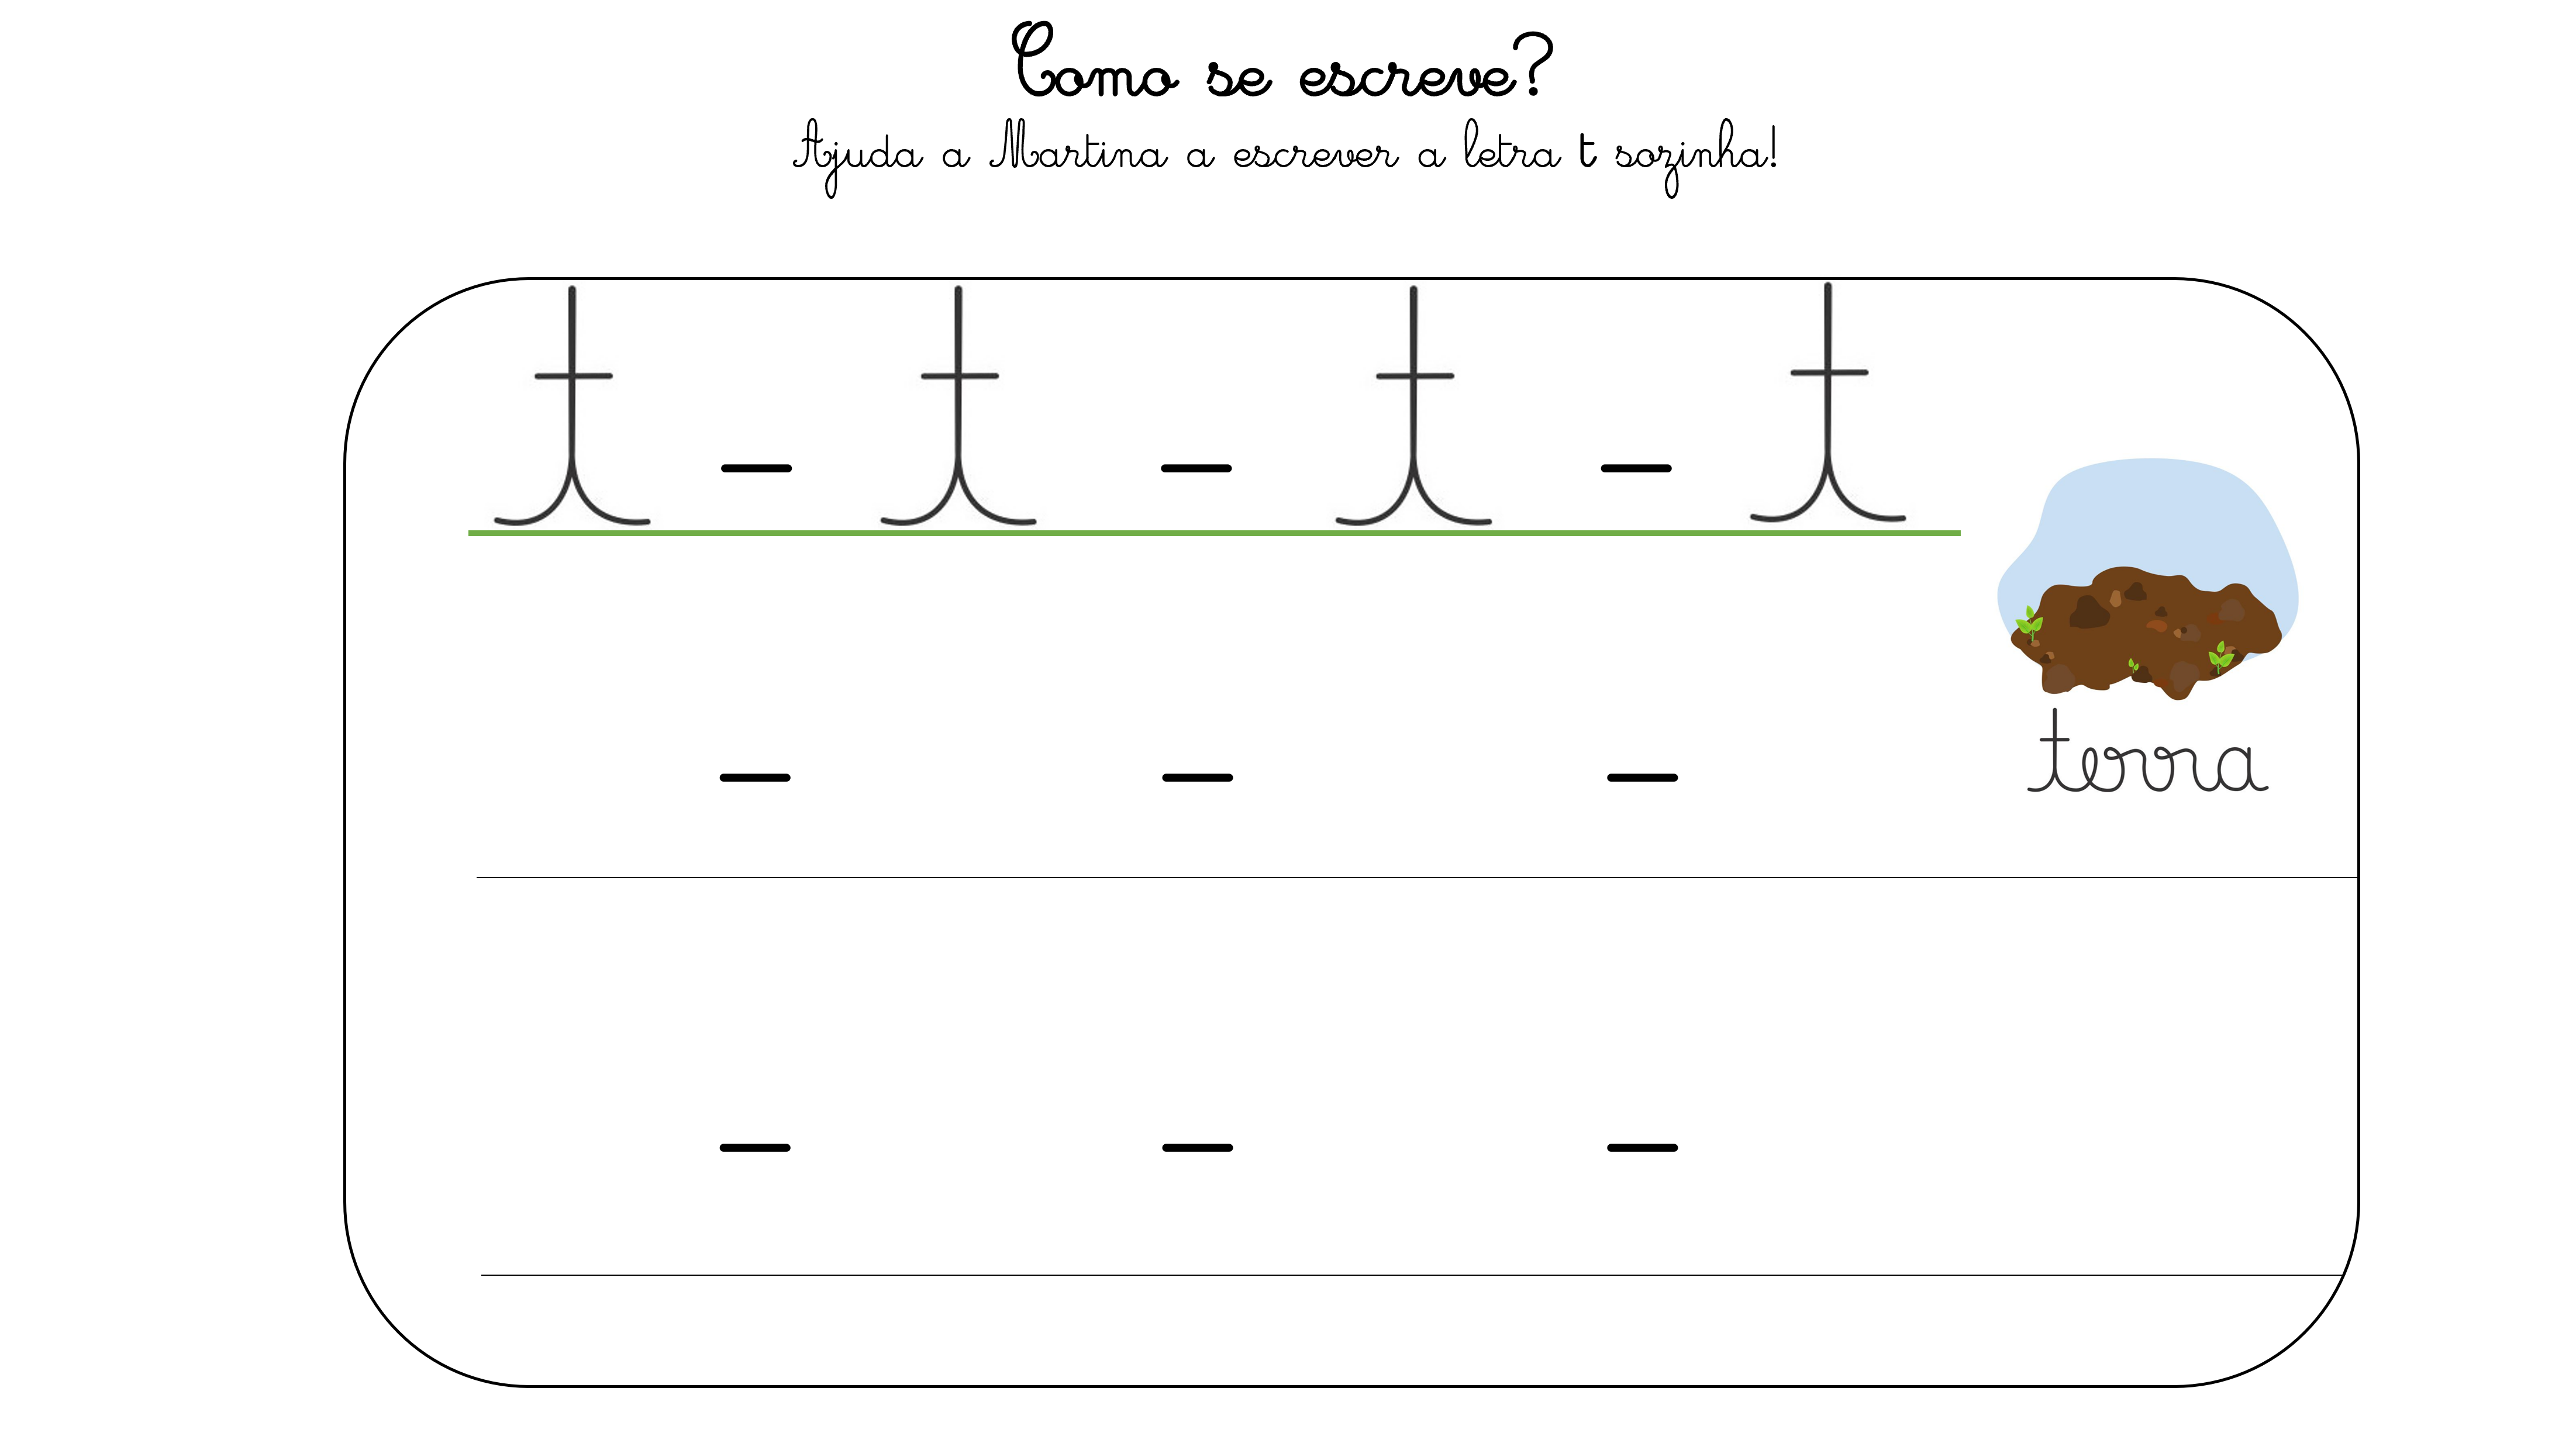 Como se escreve?
Ajuda a Martina a escrever a letra t sozinha!
t - t - t - t
terra
- - -
- - -